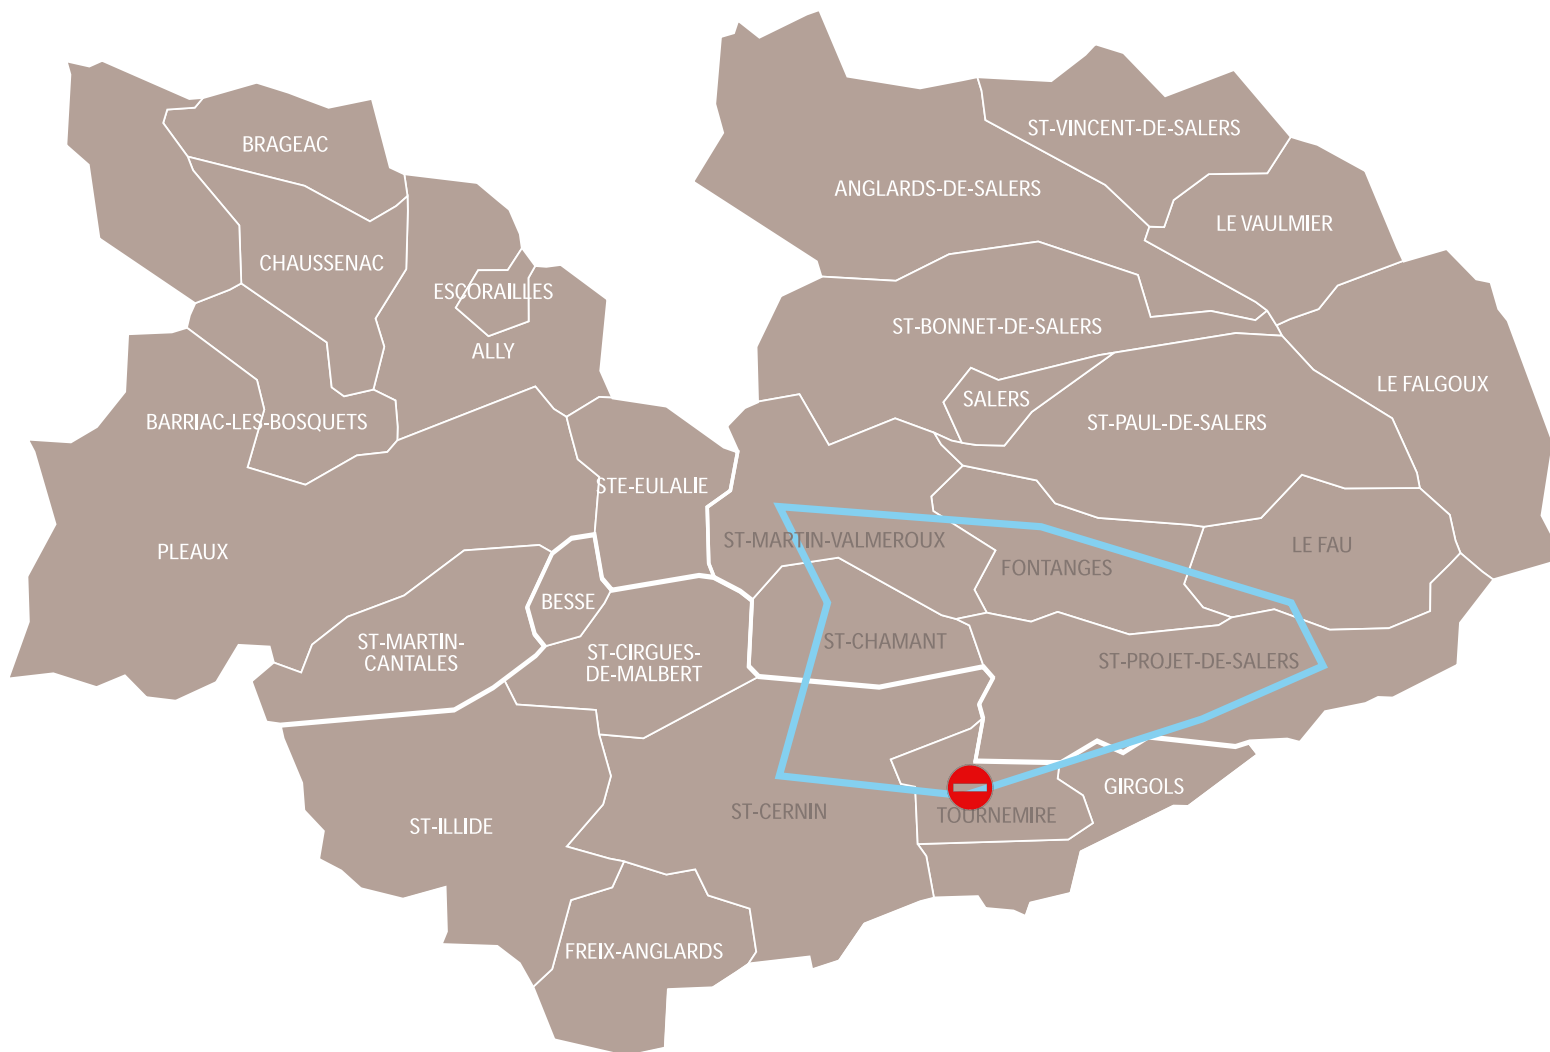 BRAGEAC
ST-VINCENT-DE-SALERS
ANGLARDS-DE-SALERS
LE VAULMIER
CHAUSSENAC
ESCORAILLES
ST-BONNET-DE-SALERS
ALLY
LE FALGOUX
SALERS
BARRIAC-LES-BOSQUETS
ST-PAUL-DE-SALERS
STE-EULALIE
ST-MARTIN-VALMEROUX
LE FAU
PLEAUX
FONTANGES
BESSE
ST-MARTIN-
CANTALES
ST-CIRGUES-
DE-MALBERT
ST-CHAMANT
ST-PROJET-DE-SALERS
GIRGOLS
ST-CERNIN
TOURNEMIRE
ST-ILLIDE
FREIX-ANGLARDS